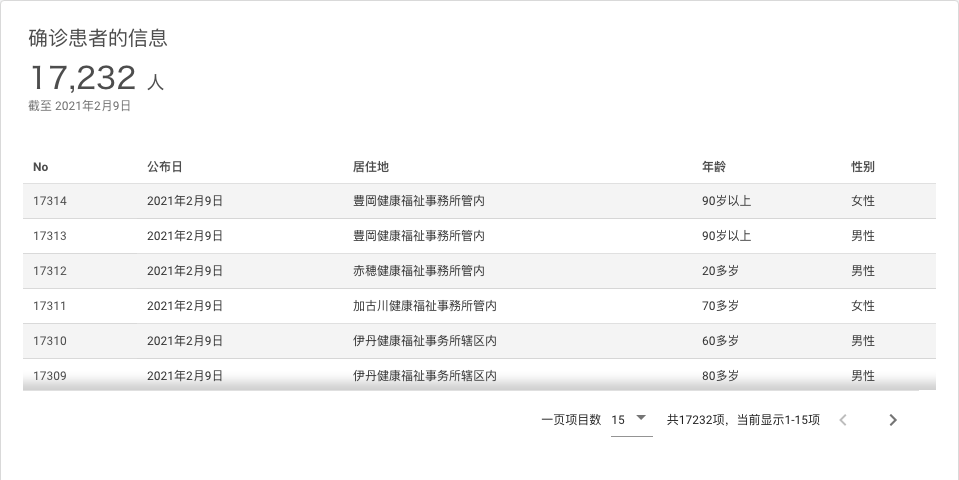 确诊患者的信息
17,232 人
截至 2021年2月9日
No 公布日 居住地 年龄 性别
17314 2021年2月9日 豊岡健康福祉事務所管内 90岁以上 女性
17313 2021年2月9日 豊岡健康福祉事務所管内 90岁以上 男性
17312 2021年2月9日 赤穂健康福祉事務所管内 20多岁 男性
17311 2021年2月9日 加古川健康福祉事務所管内 70多岁 女性
17310 2021年2月9日 伊丹健康福祉事务所辖区内 60多岁 男性
17309 2021年2月9日 伊丹健康福祉事务所辖区内 80多岁 男性
一页项目数 15 共17232项，当前显示1-15项